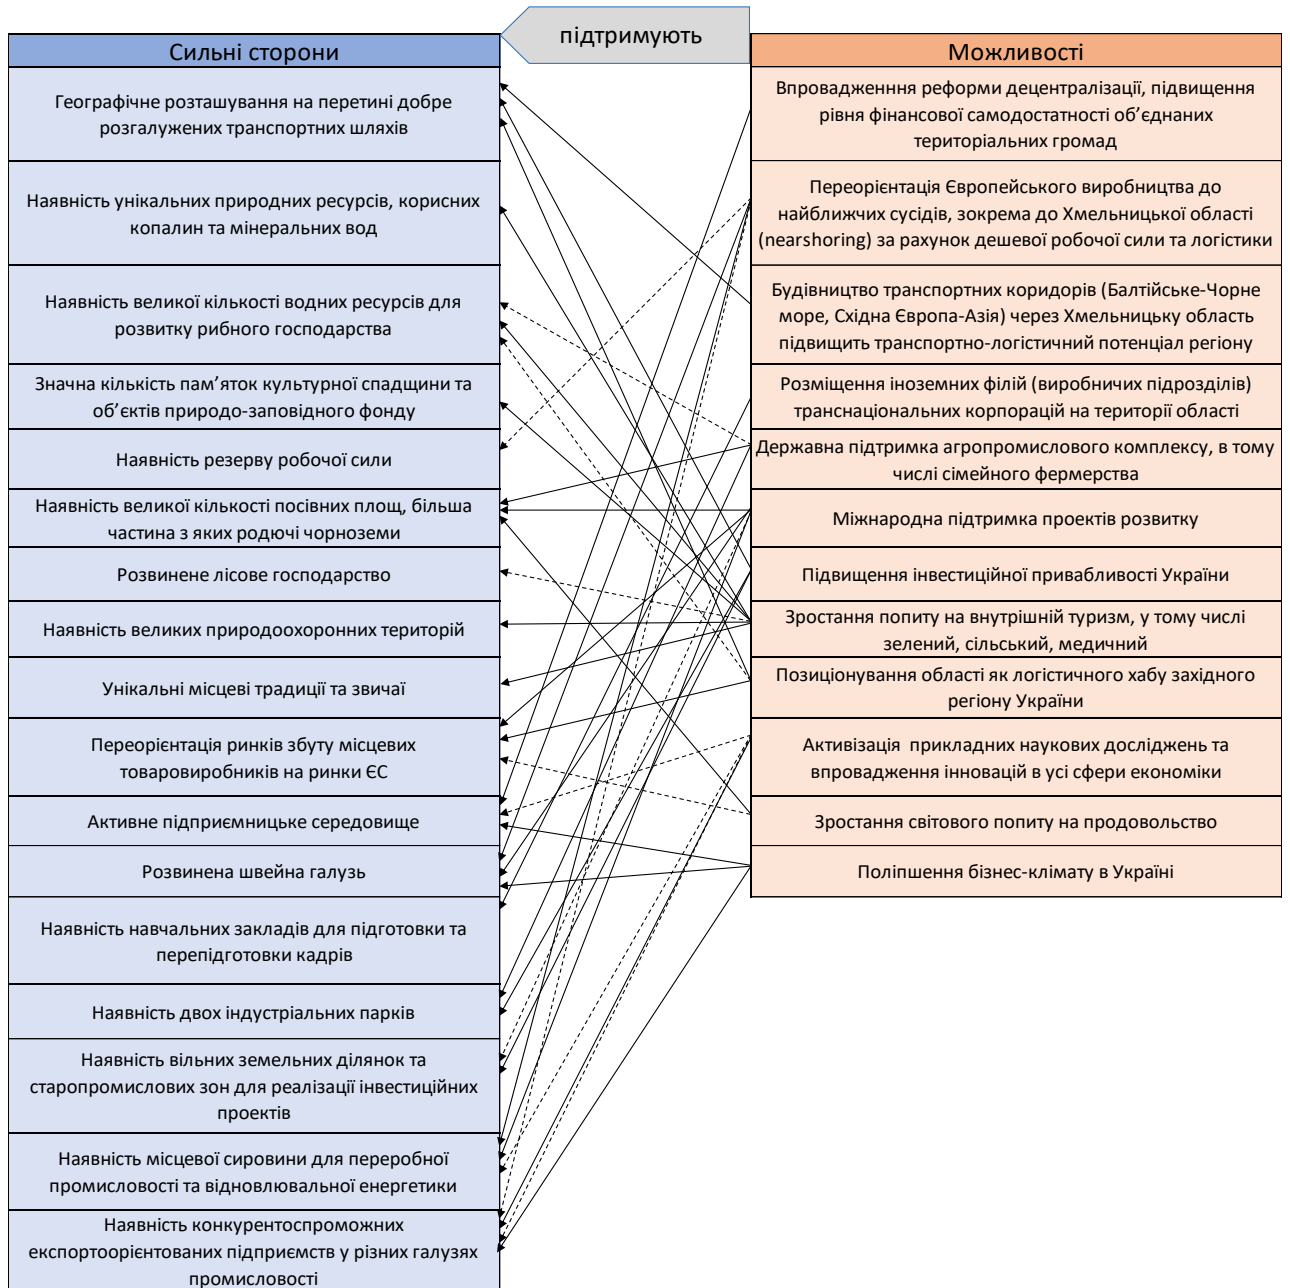 підтримують
Сильні сторони
Географічне розташування на перетині добре
розгалужених транспортних шляхів
Наявність унікальних природних ресурсів, корисних
копалин та мінеральних вод
Наявність великої кількості водних ресурсів для
розвитку рибного господарства
Значна кількість пам’яток культурної спадщини та
об’єктів природо-заповідного фонду
Наявність резерву робочої сили
Наявність великої кількості посівних площ, більша
частина з яких родючі чорноземи
Розвинене лісове господарство
Наявність великих природоохоронних територій
Унікальні місцеві традиції та звичаї
Переорієнтація ринків збуту місцевих
товаровиробників на ринки ЄС
Активне підприємницьке середовище
Розвинена швейна галузь
Наявність навчальних закладів для підготовки та
перепідготовки кадрів
Наявність двох індустріальних парків
Наявність вільних земельних ділянок та
старопромислових зон для реалізації інвестиційних
проектів
Наявність місцевої сировини для переробної
промисловості та відновлювальної енергетики
Наявність конкурентоспроможних
експортоорієнтованих підприємств у різних галузях
промисловості
Можливості
Впровадженння реформи децентралізації, підвищення
рівня фінансової самодостатності об’єднаних
територіальних громад
Переорієнтація Європейського виробництва до
найближчих сусідів, зокрема до Хмельницької області
(nearshoring) за рахунок дешевої робочої сили та логістики
Будівництво транспортних коридорів (Балтійське-Чорне
море, Східна Європа-Азія) через Хмельницьку область
підвищить транспортно-логістичний потенціал регіону
Розміщення іноземних філій (виробничих підрозділів)
транснаціональних корпорацій на території області
Державна підтримка агропромислового комплексу, в тому
числі сімейного фермерства
Міжнародна підтримка проектів розвитку
Підвищення інвестиційної привабливості України
Зростання попиту на внутрішній туризм, у тому числі
зелений, сільський, медичний
Позиціонування області як логістичного хабу західного
регіону України
Активізація прикладних наукових досліджень та
впровадження інновацій в усі сфери економіки
Зростання світового попиту на продовольство
Поліпшення бізнес-клімату в Україні